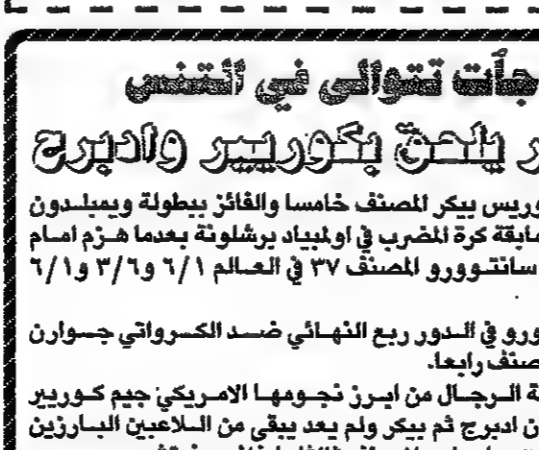 جآت تتوالى في التنس
ر يلحق بكوريير وادبرج
وريس بيكر المصنف خامسا والفائز ببطولة ويمبلدون
مابقة كرة المضرب في اولمبياد برشلونة بعدما هزم امام
سانتوورو المصنف ٣٧ في العالم ٦/١ و٣/٦ و٦/١
ورو في الدور ربع النهائي ضد الكرواتي جوارن
صنف رابعا.
ة الرجال من ابرز نجومها الامريكي جيم كوريير
ن ادبرج ثم بيكر ولم يعد يبقى من اللاعبين البارزين